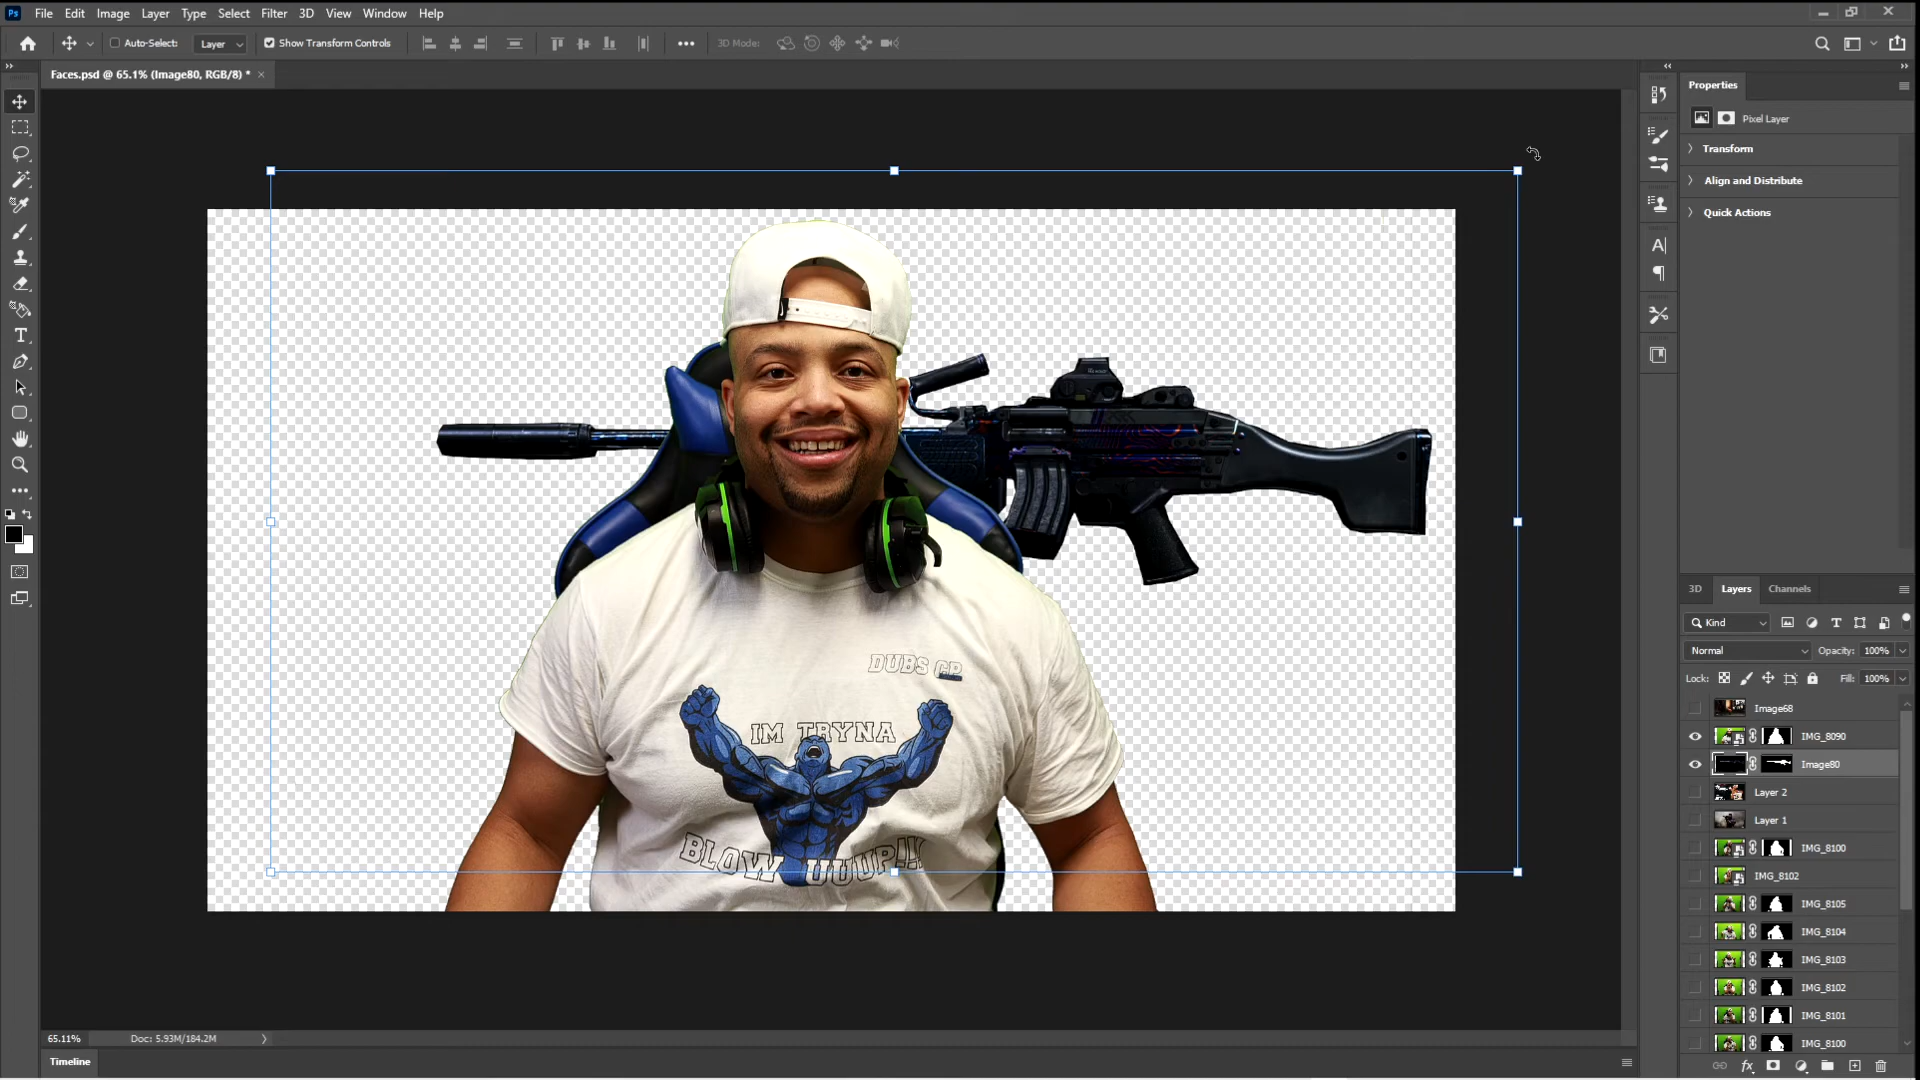 Ps File Edit Image Layer Type Select Filter 3D View Window Help
Auto-Select: Layer Show Transform Controls 3D Mode:
Faces.psd @ 65.1% (Image80, RGB/8) *
Properties
Pixel Layer
Transform
Align and Distribute
Quick Actions
DUBS CP
IM TRYNA
BLOW UUUP!!
3D Layers Channels
Kind
Normal Opacity: 100%
Lock: Fill: 100%
Image68
IMG_8090
Image80
Layer 2
Layer 1
IMG_8100
IMG_8102
IMG_8105
IMG_8104
IMG_8103
IMG_8102
IMG_8101
IMG_8100
65.11% Doc: 5.93M/184.2M
Timeline